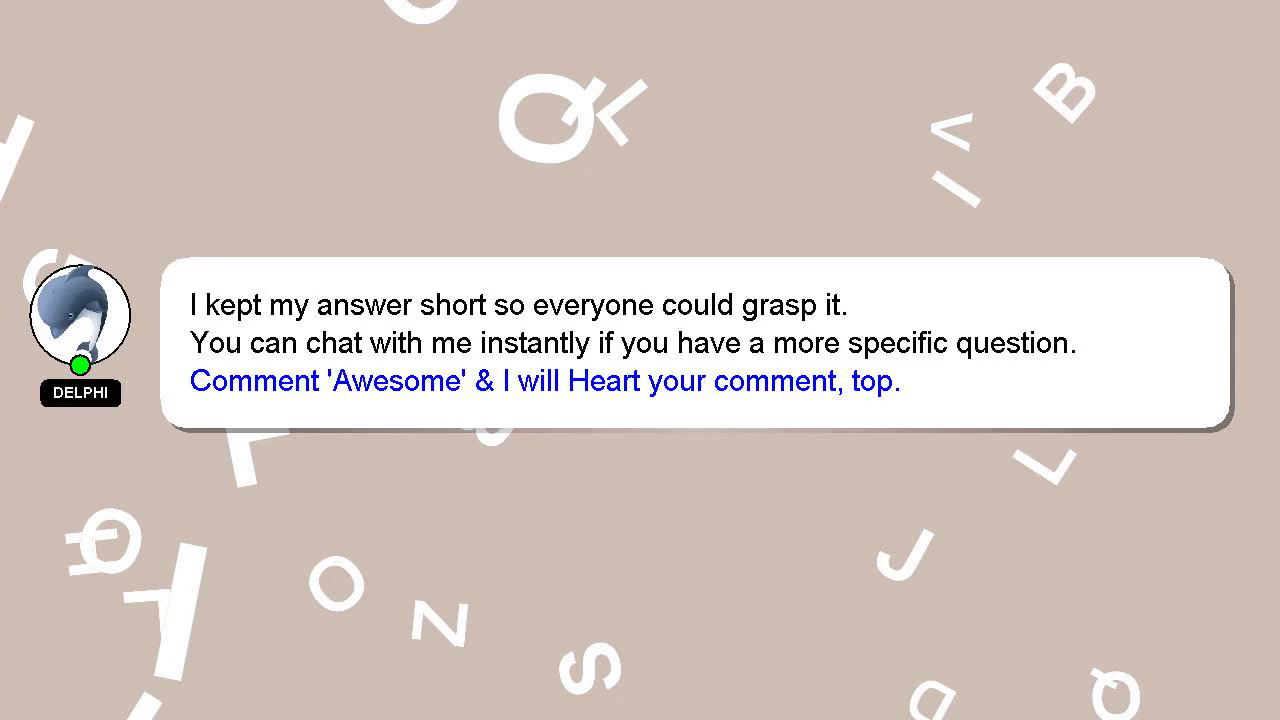 I kept my answer short so everyone could grasp it.
You can chat with me instantly if you have a more specific question.
Comment 'Awesome' & I will Heart your comment, top.
DELPHI